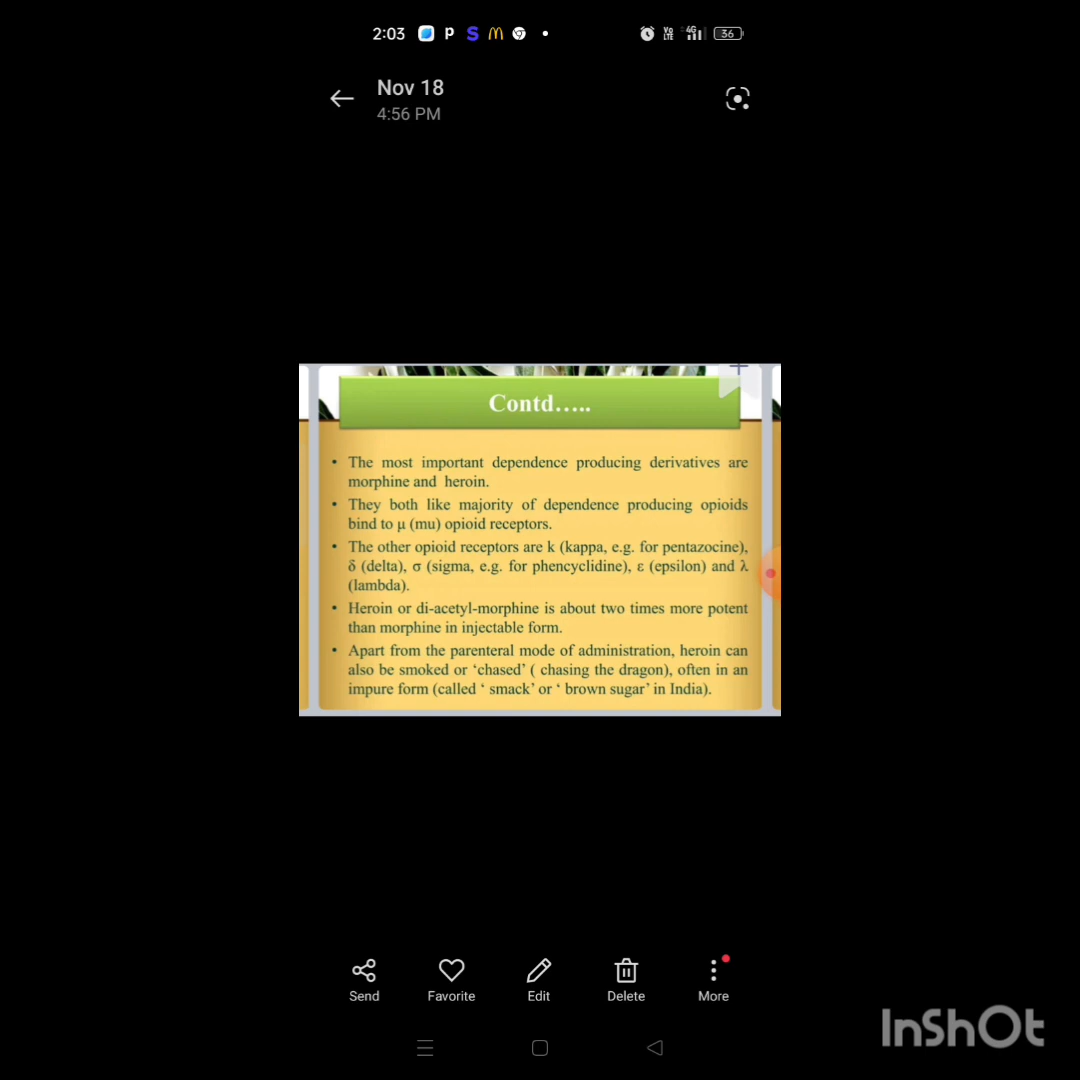 2:03 P S 4G 36
Nov 18
4:56 PM
Contd…..
• The most important dependence producing derivatives are
morphine and heroin.
• They both like majority of dependence producing opioids
bind to μ (mu) opioid receptors.
• The other opioid receptors are k (kappa, e.g. for pentazocine),
δ (delta), σ (sigma, e.g. for phencyclidine), ε (epsilon) and λ
(lambda).
• Heroin or di-acetyl-morphine is about two times more potent
than morphine in injectable form.
• Apart from the parenteral mode of administration, heroin can
also be smoked or ‘chased’ ( chasing the dragon), often in an
impure form (called ‘ smack’ or ‘ brown sugar’ in India).
Send Favorite Edit Delete More
InShOt